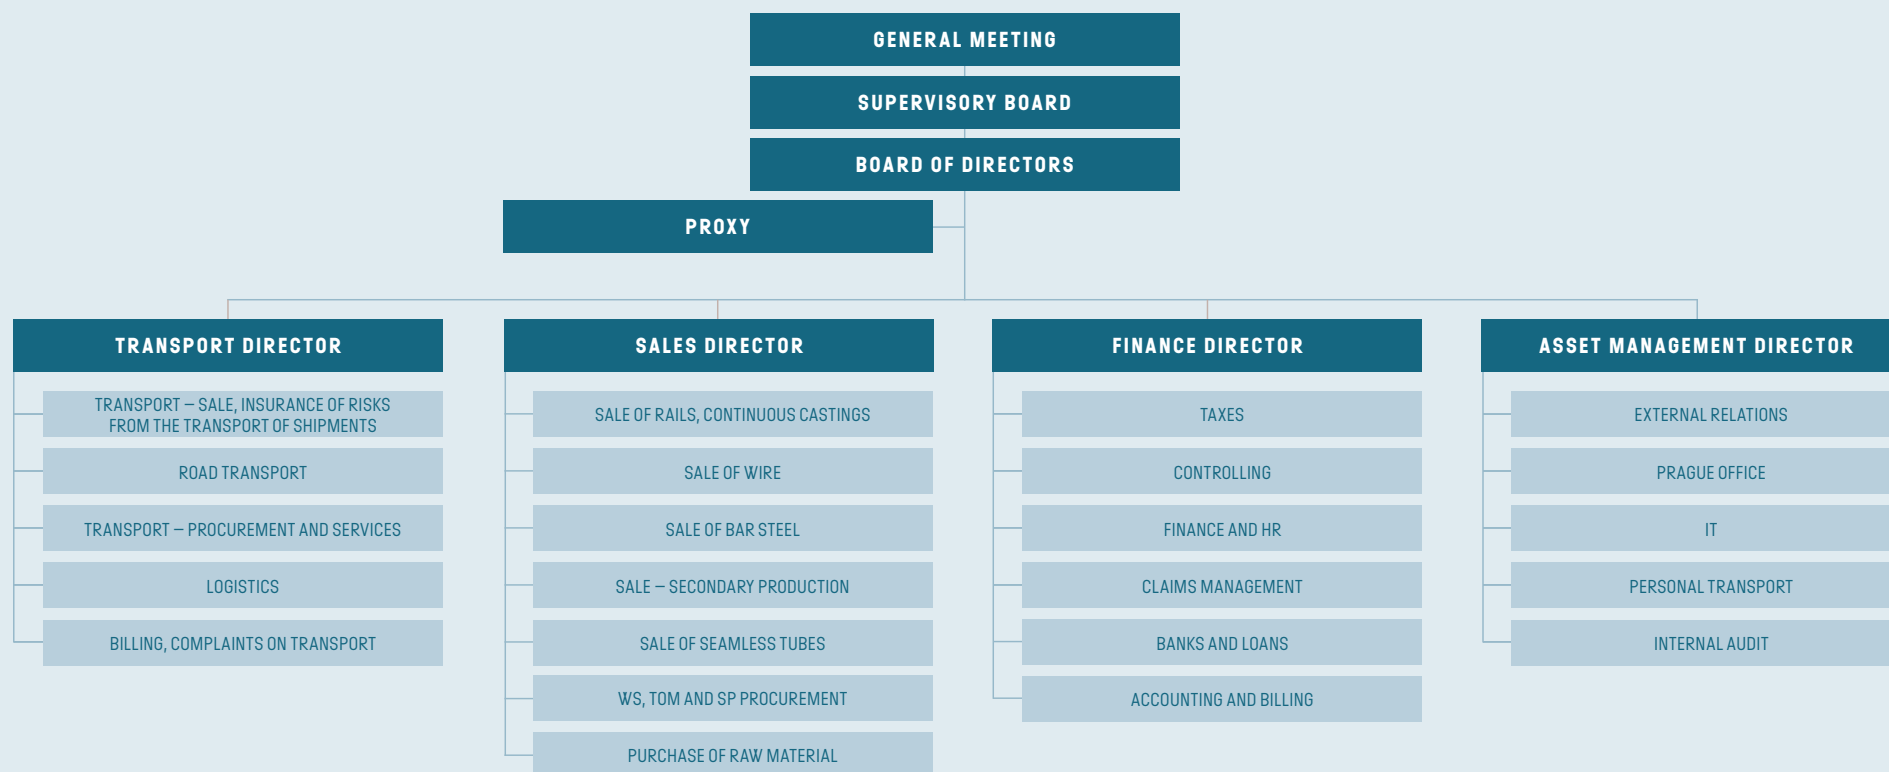 GENERAL MEETING
SUPERVISORY BOARD
BOARD OF DIRECTORS
PROXY
TRANSPORT DIRECTOR
TRANSPORT – SALE, INSURANCE OF RISKS
FROM THE TRANSPORT OF SHIPMENTS
ROAD TRANSPORT
TRANSPORT – PROCUREMENT AND SERVICES
LOGISTICS
BILLING, COMPLAINTS ON TRANSPORT
SALES DIRECTOR
SALE OF RAILS, CONTINUOUS CASTINGS
SALE OF WIRE
SALE OF BAR STEEL
SALE – SECONDARY PRODUCTION
SALE OF SEAMLESS TUBES
WS, TOM AND SP PROCUREMENT
PURCHASE OF RAW MATERIAL
FINANCE DIRECTOR
TAXES
CONTROLLING
FINANCE AND HR
CLAIMS MANAGEMENT
BANKS AND LOANS
ACCOUNTING AND BILLING
ASSET MANAGEMENT DIRECTOR
EXTERNAL RELATIONS
PRAGUE OFFICE
IT
PERSONAL TRANSPORT
INTERNAL AUDIT